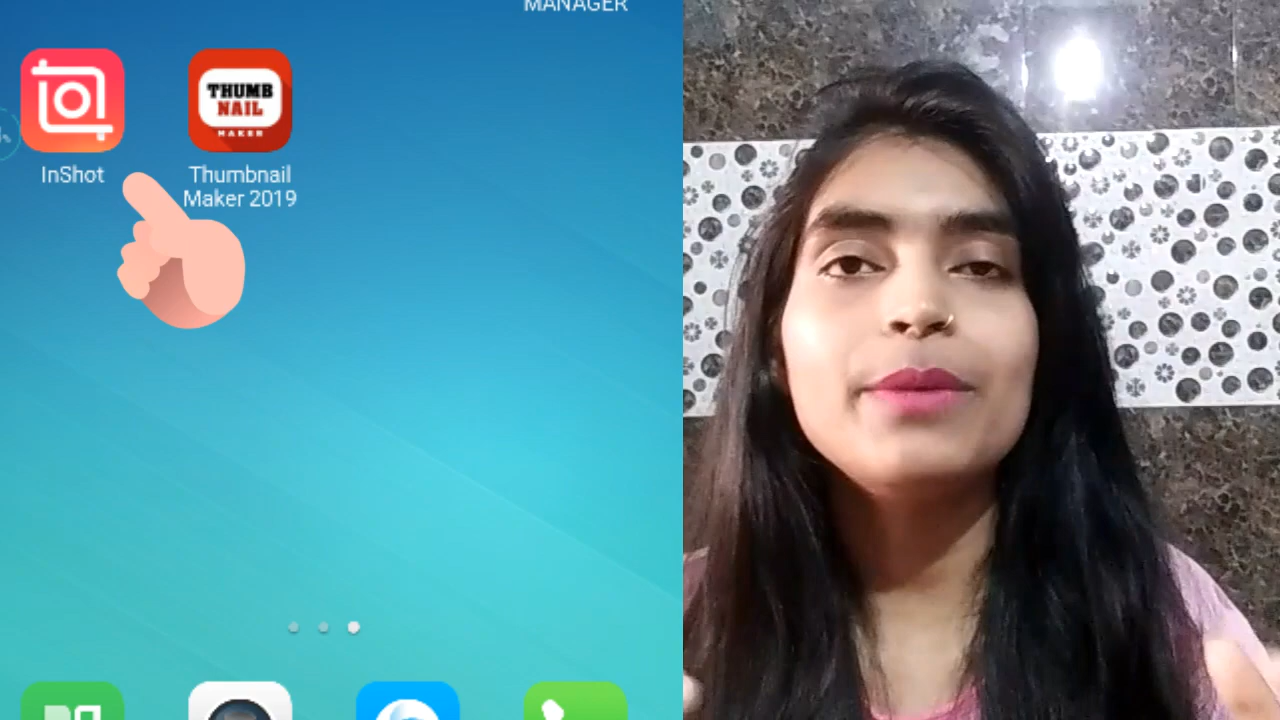 MANAGER
THUMB
NAIL
MAKER
InShot
Thumbnail
Maker 2019